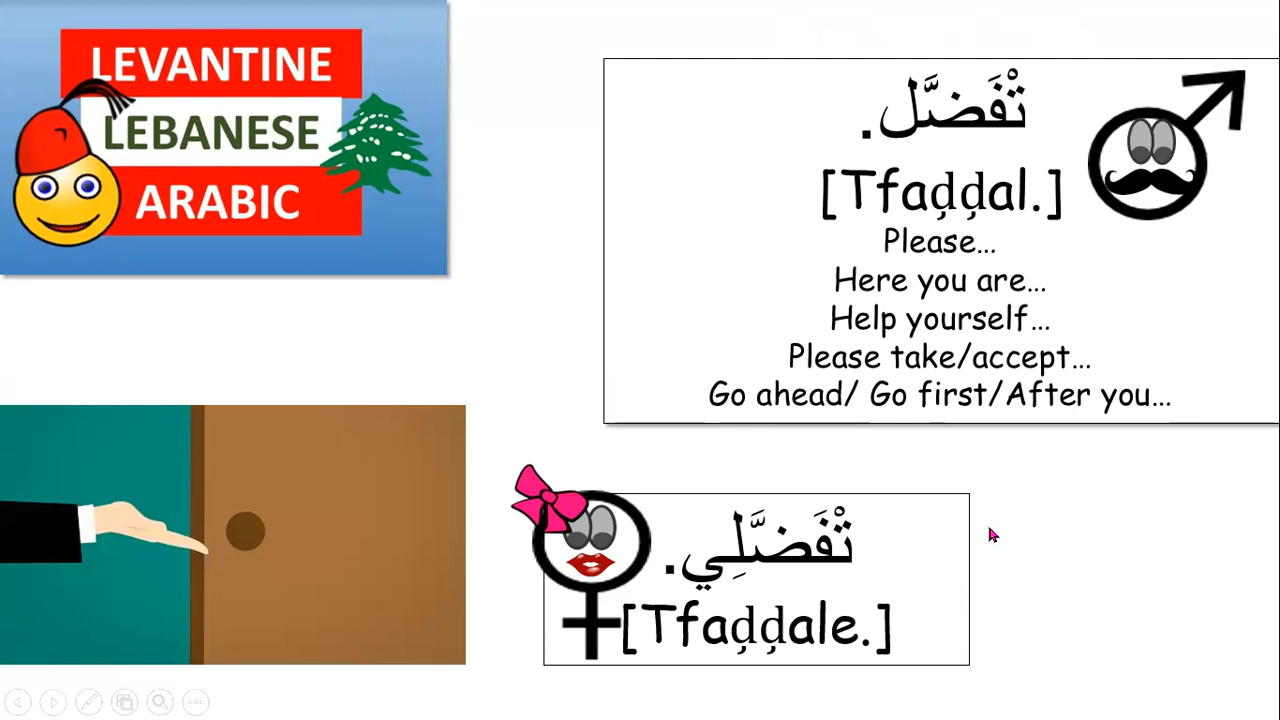 LEVANTINE
LEBANESE
ARABIC
تْفَضَّل.
[Tfaḍḍal.]
Please...
Here you are...
Help yourself...
Please take/accept...
Go ahead/ Go first/After you...
تْفَضَّلِي.
[Tfaḍḍale.]